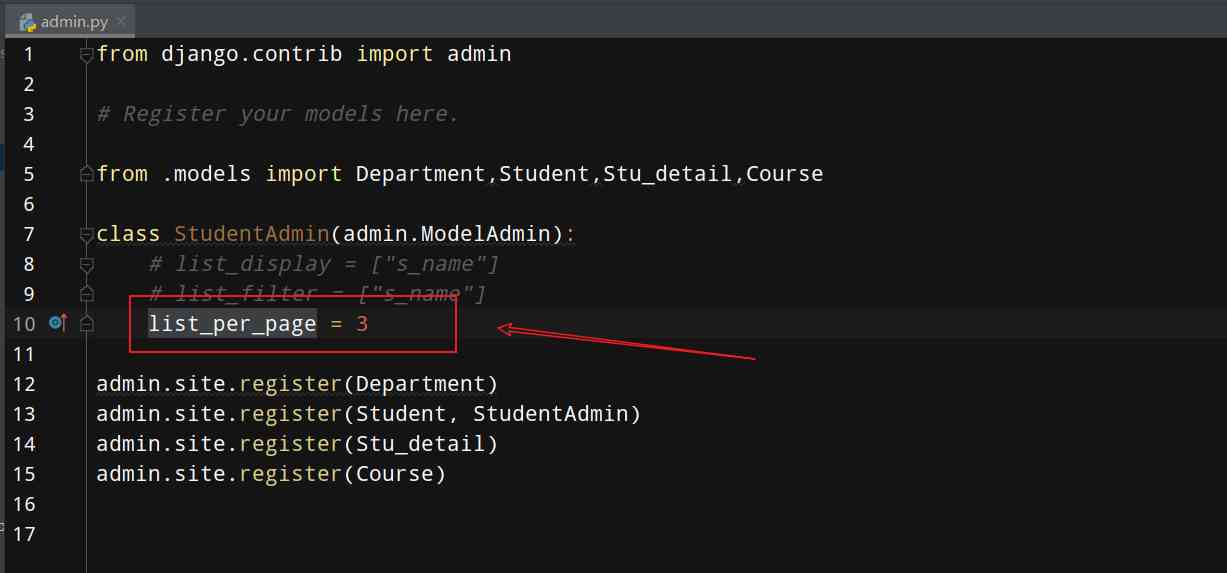 admin.py
1 from django.contrib import admin
2
3 # Register your models here.
4
5 from .models import Department,Student,Stu_detail,Course
6
7 class StudentAdmin(admin.ModelAdmin):
8 # list_display = ["s_name"]
9 # list_filter = ["s_name"]
10 list_per_page = 3
11
12 admin.site.register(Department)
13 admin.site.register(Student, StudentAdmin)
14 admin.site.register(Stu_detail)
15 admin.site.register(Course)
16
17